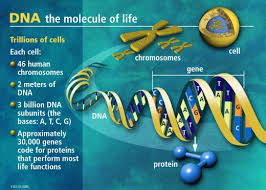 DNA the molecule of life
Trillions of cells
Each cell:
• 46 human
chromosomes
• 2 meters of
DNA
• 3 billion DNA
subunits (the
bases: A, T, C, G)
• Approximately
30,000 genes
code for proteins
that perform most
life functions
cell
chromosomes
gene
DNA
protein